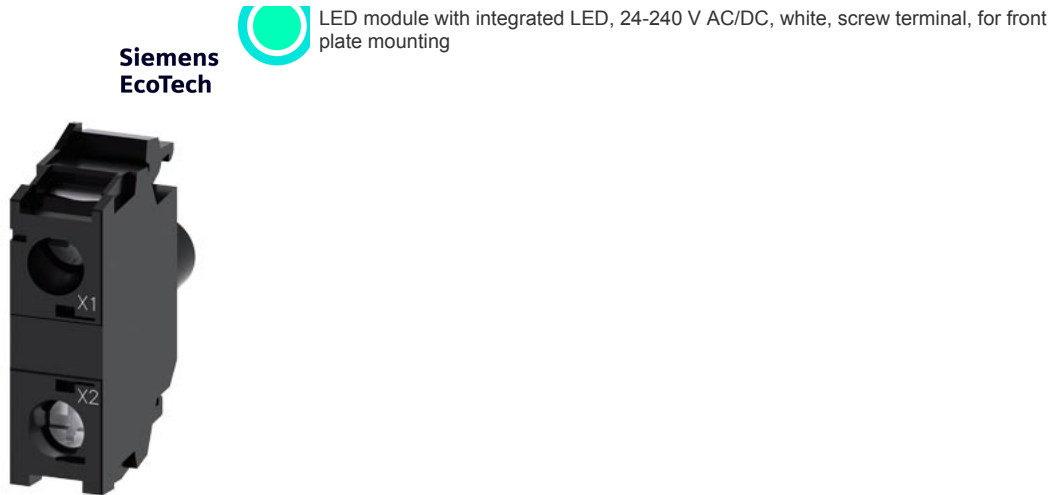 LED module with integrated LED, 24-240 V AC/DC, white, screw terminal, for front
plate mounting
Siemens
EcoTech
X1
X2